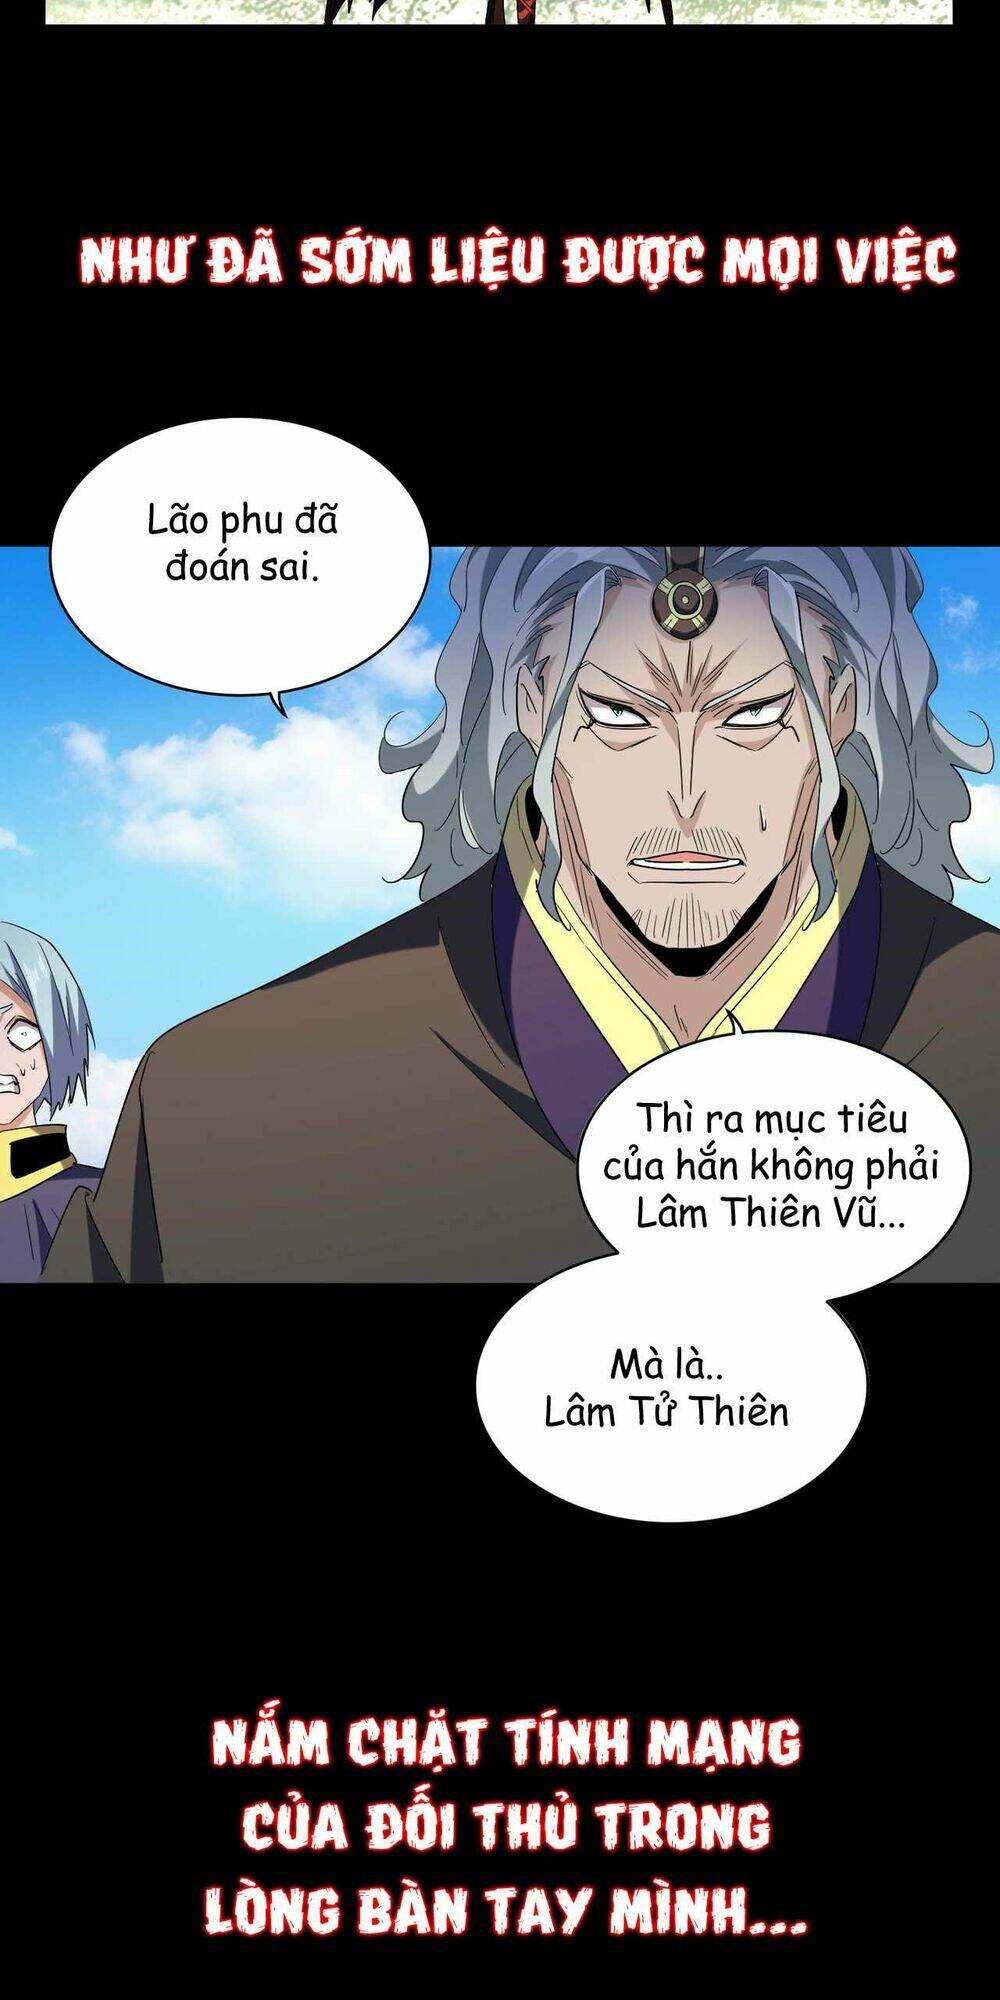 NHƯ ĐÃ SỚM LIỆU ĐƯỢC MỌI VIỆC
Lão phu đã
đoán sai.
Thì ra mục tiêu
của hắn không phải
Lâm Thiên Vũ...
Mà là..
Lâm Tử Thiên
NẮM CHẶT TÍNH MẠNG
CỦA ĐỐI THỦ TRONG
LÒNG BÀN TAY MÌNH...